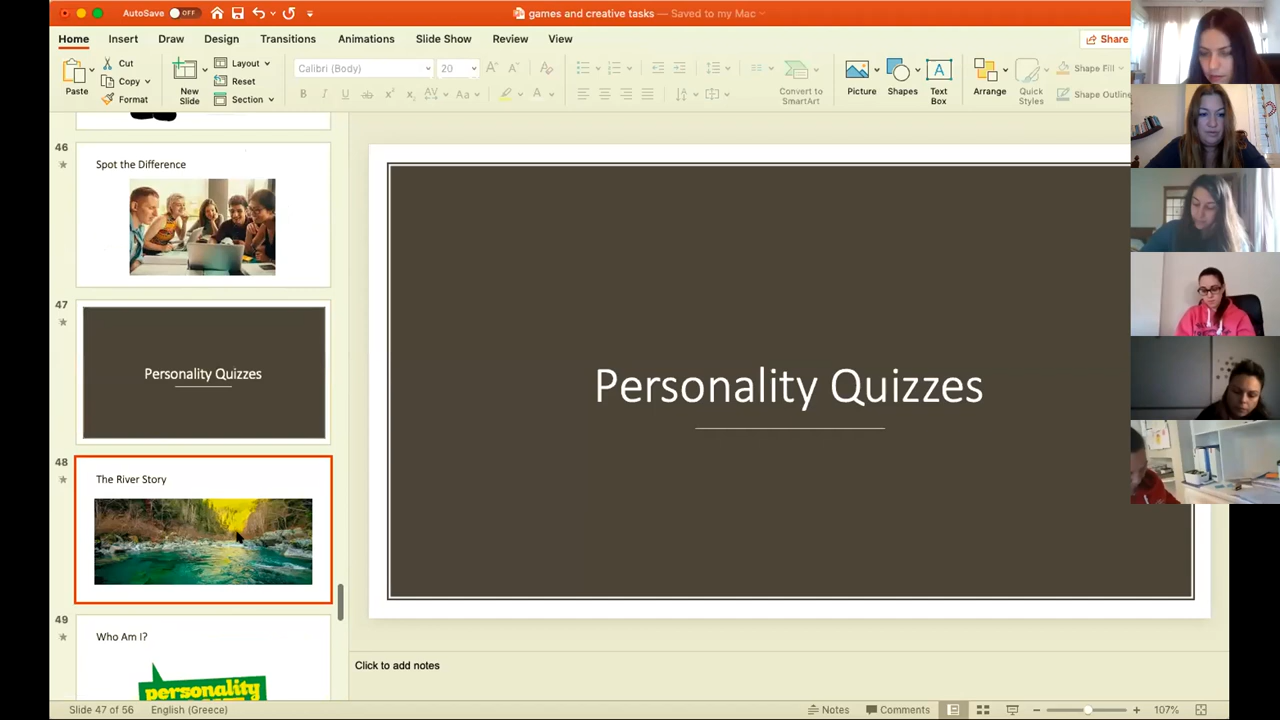 AutoSave OFF
games and creative tasks — Saved to my Mac
Home Insert Draw Design Transitions Animations Slide Show Review View
Share
Paste
Cut
Copy
Format
New Slide
Layout
Reset
Section
Calibri (Body) 20
Convert to SmartArt
Picture
Shapes
Text Box
Arrange
Quick Styles
Shape Fill
Shape Outline
46
Spot the Difference
47
Personality Quizzes
48
The River Story
49
Who Am I?
personality
Personality Quizzes
Click to add notes
Slide 47 of 56 English (Greece)
Notes Comments 107%